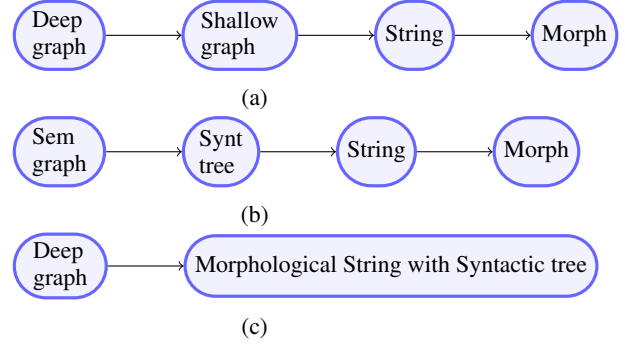 Deep
graph
Shallow
graph
String
Morph
(a)
Sem
graph
Synt
tree
String
Morph
(b)
Deep
graph
Morphological String with Syntactic tree
(c)